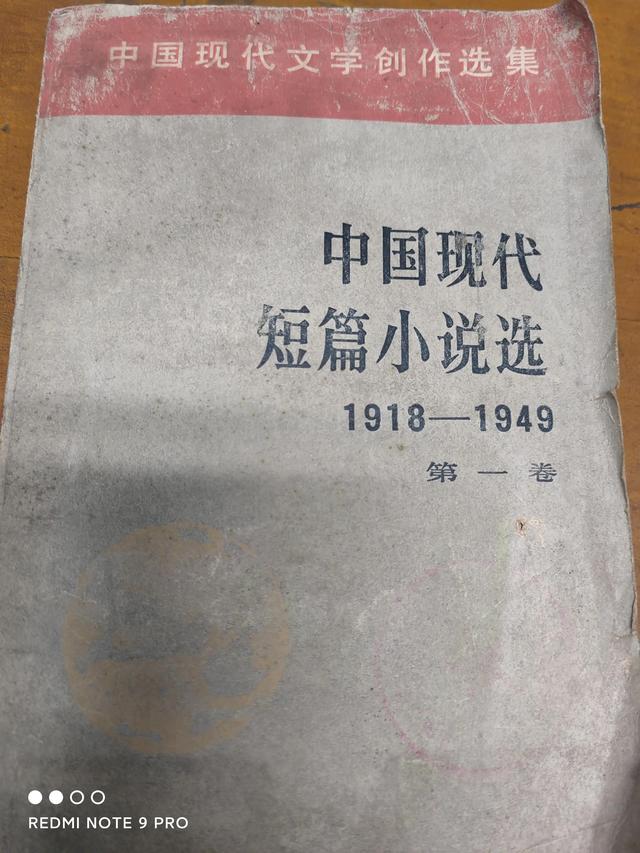 中国现代文学创作选集
中国现代
短篇小说选
1918—1949
第一卷
REDMI NOTE 9 PRO